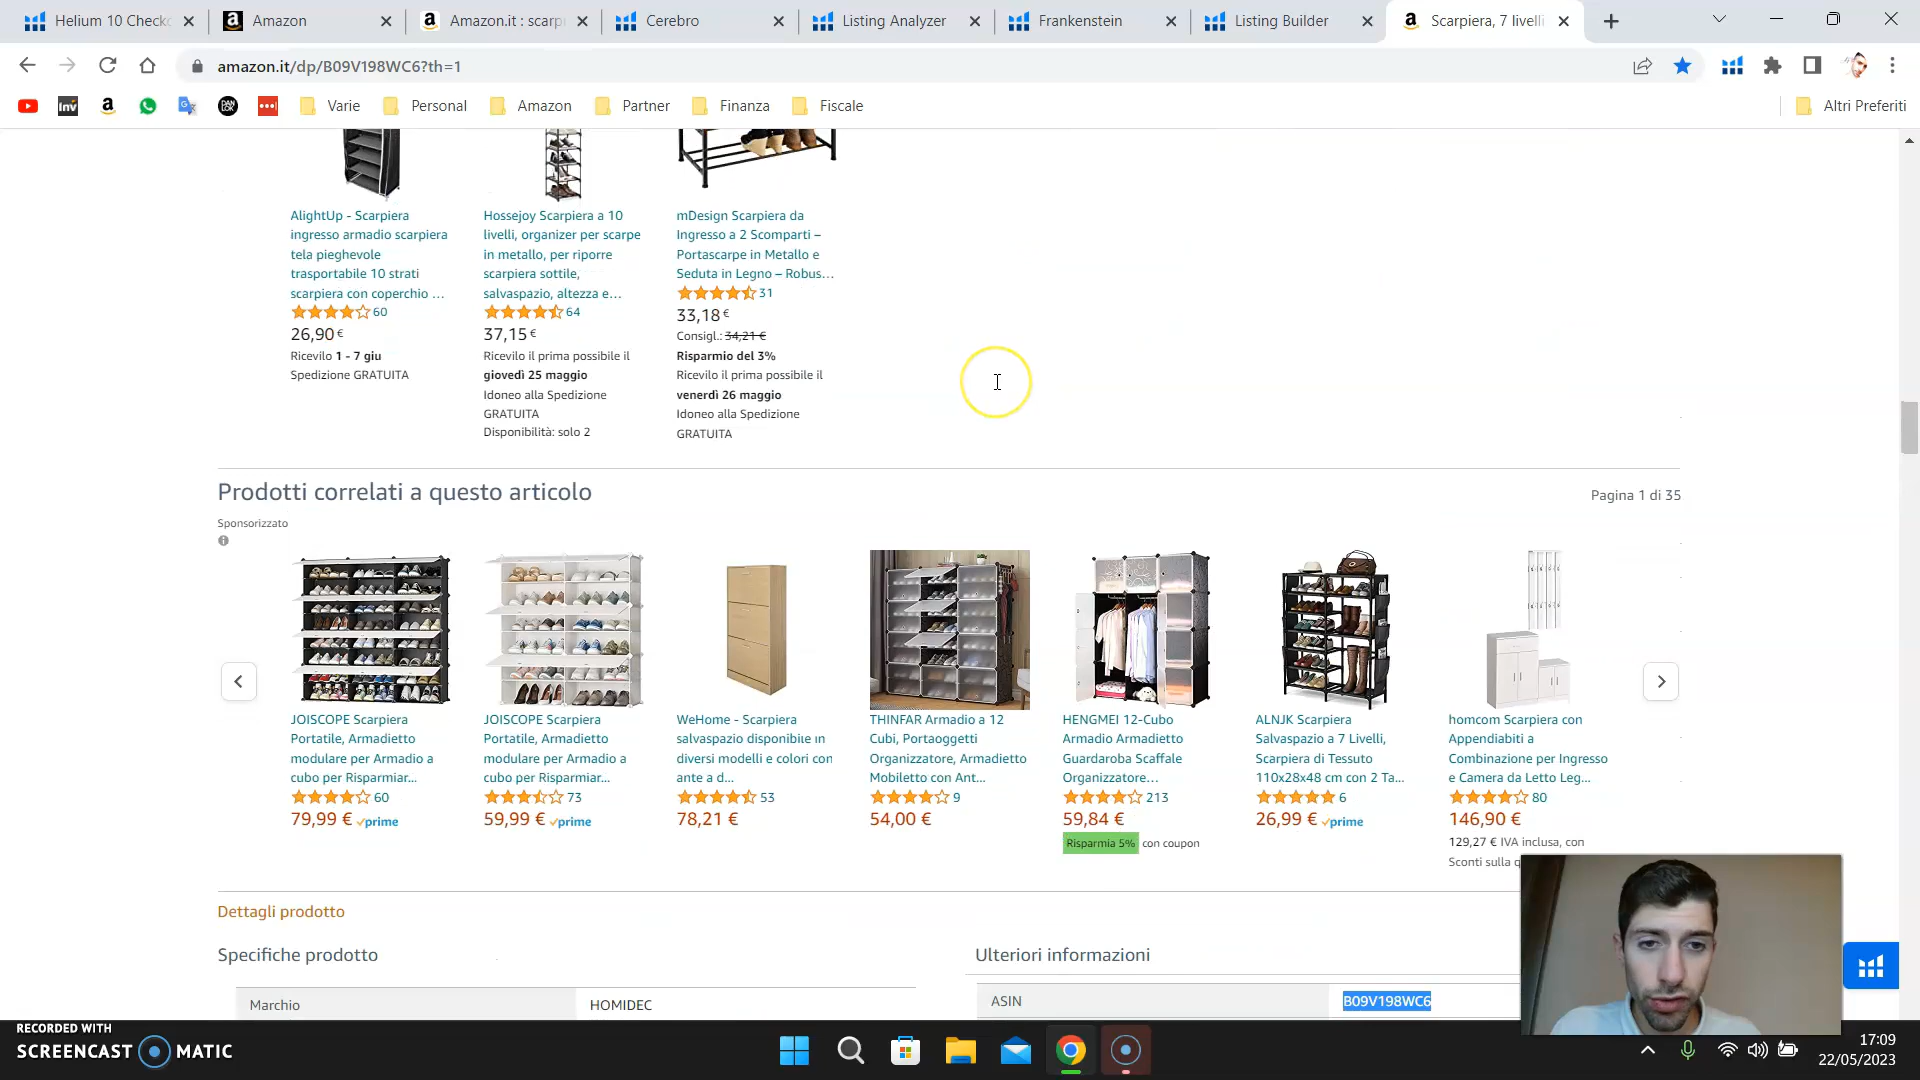 Helium 10 Checko
Amazon
Amazon.it : scarp
Cerebro
Listing Analyzer
Frankenstein
Listing Builder
Scarpiera, 7 livelli
amazon.it/dp/B09V198WC6?th=1
Inv
DAN LOK
Varie
Personal
Amazon
Partner
Finanza
Fiscale
Altri Preferiti
AlightUp - Scarpiera
ingresso armadio scarpiera
tela pieghevole
trasportabile 10 strati
scarpiera con coperchio …
60
26,90 €
Ricevilo 1 - 7 giu
Spedizione GRATUITA
Hossejoy Scarpiera a 10
livelli, organizer per scarpe
in metallo, per riporre
scarpiera sottile,
salvaspazio, altezza e…
64
37,15 €
Ricevilo il prima possibile il
giovedì 25 maggio
Idoneo alla Spedizione
GRATUITA
Disponibilità: solo 2
mDesign Scarpiera da
Ingresso a 2 Scomparti –
Portascarpe in Metallo e
Seduta in Legno – Robus…
31
33,18 €
Consigl.: 34,21 €
Risparmio del 3%
Ricevilo il prima possibile il
venerdì 26 maggio
Idoneo alla Spedizione
GRATUITA
Prodotti correlati a questo articolo
Pagina 1 di 35
Sponsorizzato
JOISCOPE Scarpiera
Portatile, Armadietto
modulare per Armadio a
cubo per Risparmiar...
60
79,99 € prime
JOISCOPE Scarpiera
Portatile, Armadietto
modulare per Armadio a
cubo per Risparmiar...
73
59,99 € prime
WeHome - Scarpiera
salvaspazio disponibile in
diversi modelli e colori con
ante a d...
53
78,21 €
THINFAR Armadio a 12
Cubi, Portaoggetti
Organizzatore, Armadietto
Mobiletto con Ant...
9
54,00 €
HENGMEI 12-Cubo
Armadio Armadietto
Guardaroba Scaffale
Organizzatore...
213
59,84 €
Risparmia 5% con coupon
ALNJK Scarpiera
Salvaspazio a 7 Livelli,
Scarpiera di Tessuto
110x28x48 cm con 2 Ta...
6
26,99 € prime
homcom Scarpiera con
Appendiabiti a
Combinazione per Ingresso
e Camera da Letto Leg...
80
146,90 €
129,27 € IVA inclusa, con
Sconti sulla q
Dettagli prodotto
Specifiche prodotto
Marchio
HOMIDEC
Ulteriori informazioni
ASIN
B09V198WC6
RECORDED WITH
SCREENCAST MATIC
17:09
22/05/2023